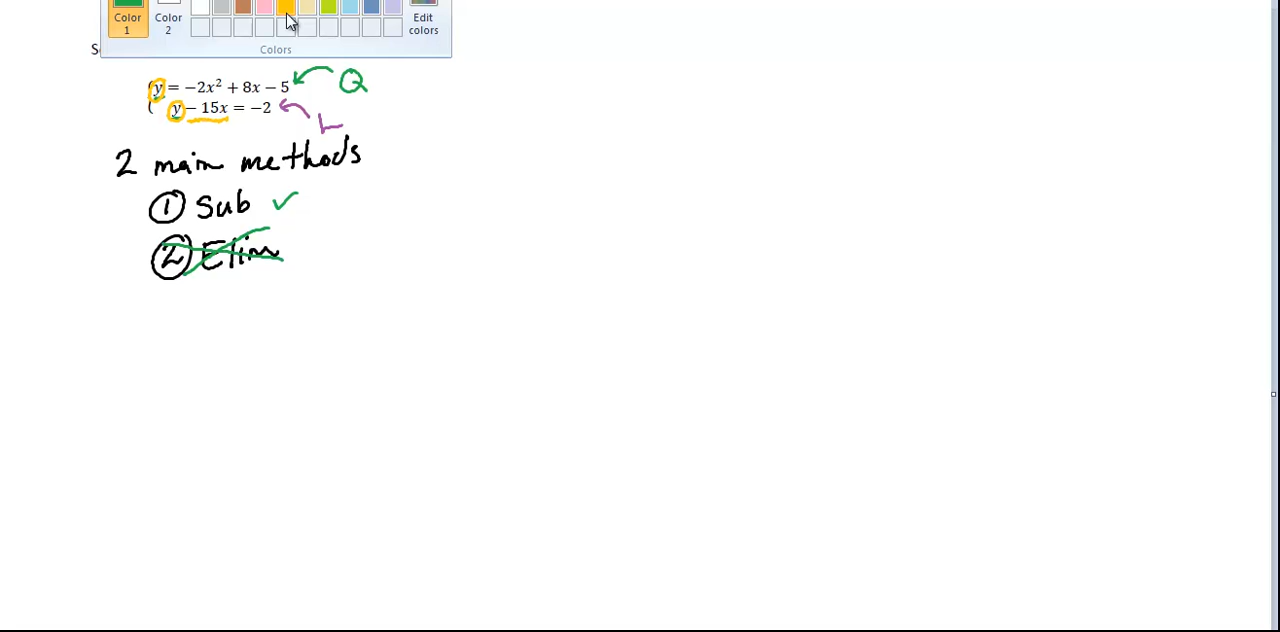 Color 1
Color 2
Edit colors
Colors
S
y = −2x² + 8x − 5
Q
y − 15x = −2
L
2 main methods
① Sub ✓
② Elim